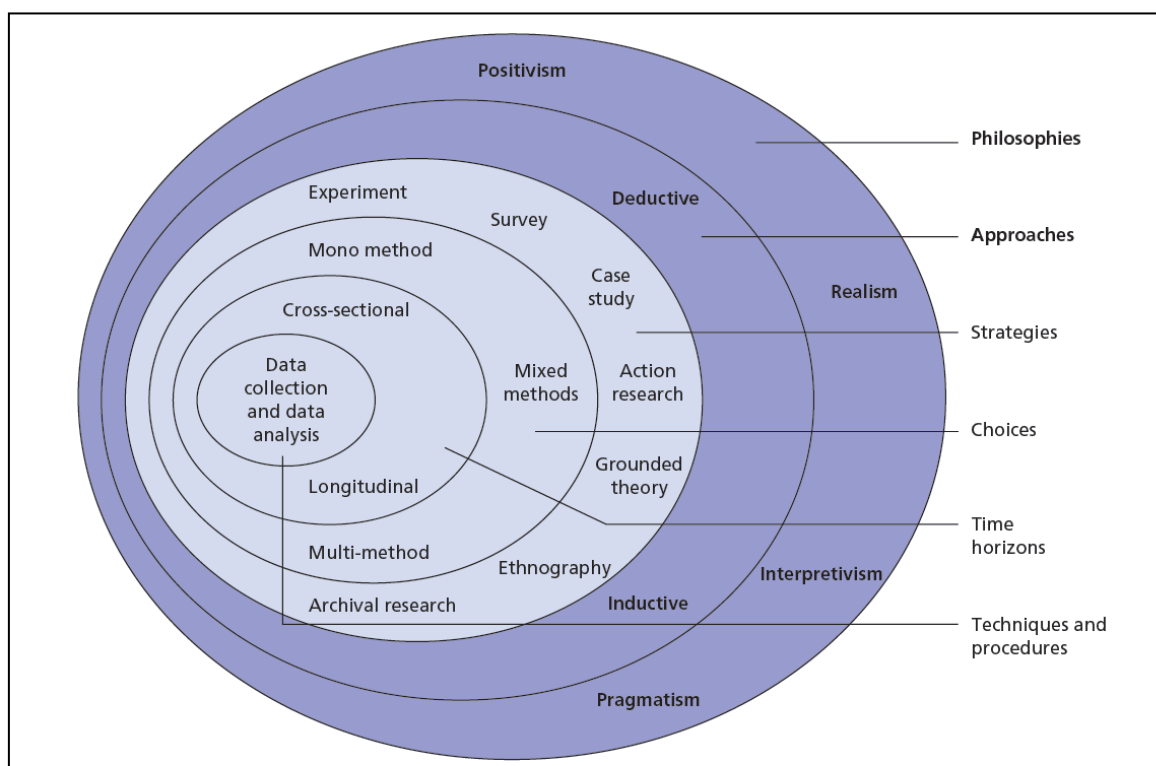 Positivism
Philosophies
Experiment
Deductive
Survey
Approaches
Mono method
Case
study
Realism
Cross-sectional
Strategies
Data
collection
and data
analysis
Mixed
methods
Action
research
Choices
Grounded
theory
Longitudinal
Time
horizons
Multi-method
Ethnography
Interpretivism
Archival research
Inductive
Techniques and
procedures
Pragmatism